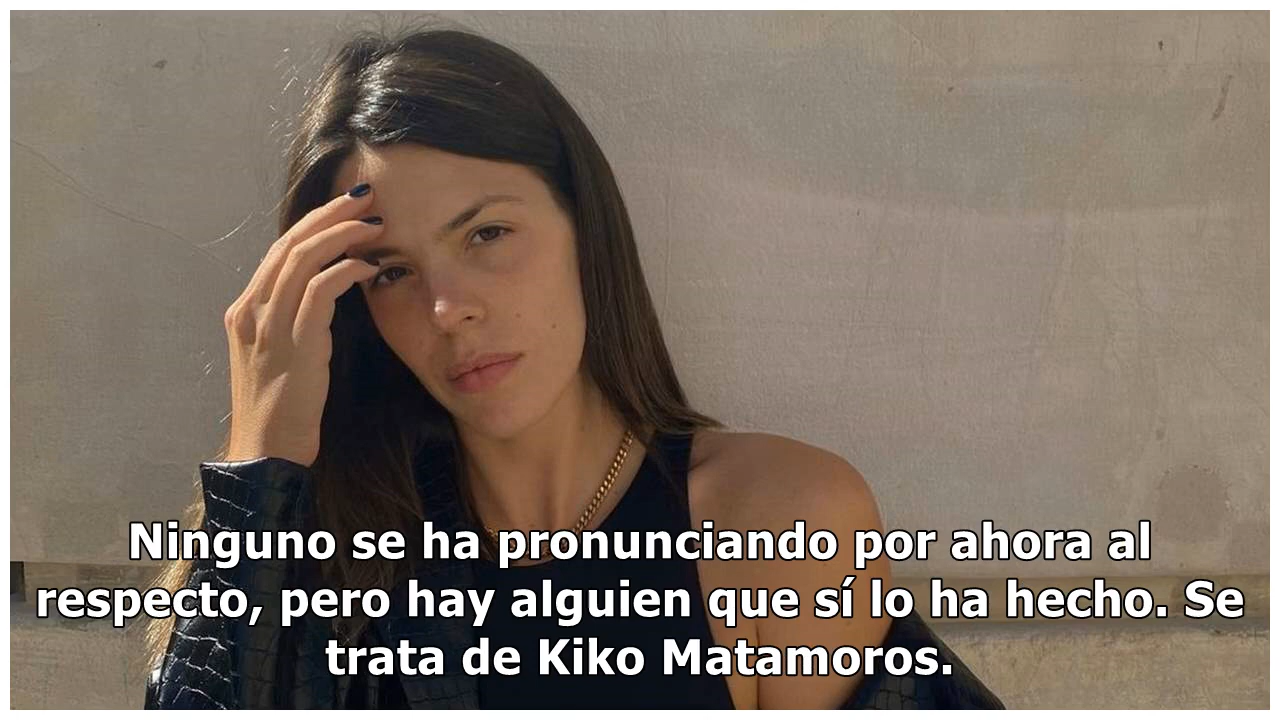 Ninguno se ha pronunciando por ahora al
respecto, pero hay alguien que sí lo ha hecho. Se
trata de Kiko Matamoros.